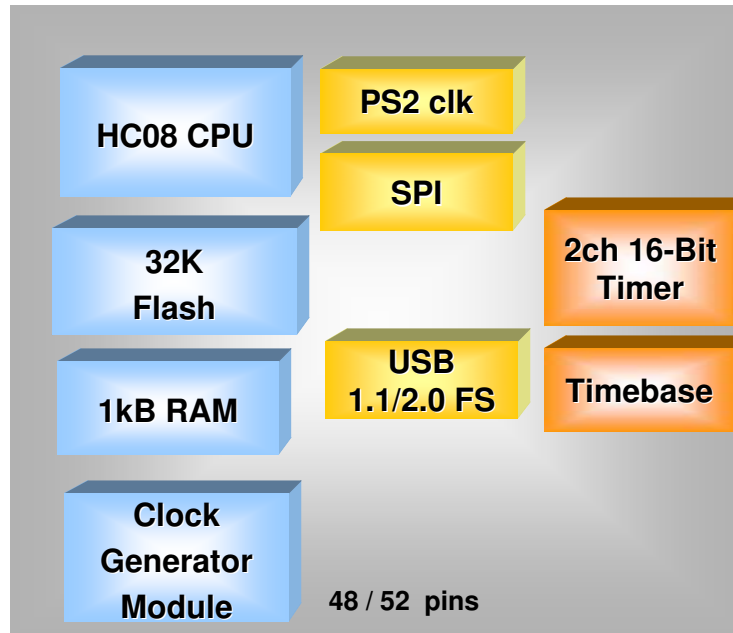 HC08 CPU
32K
Flash
1kB RAM
Clock
Generator
Module
PS2 clk
SPI
USB
1.1/2.0 FS
48 / 52 pins
2ch 16-Bit
Timer
Timebase